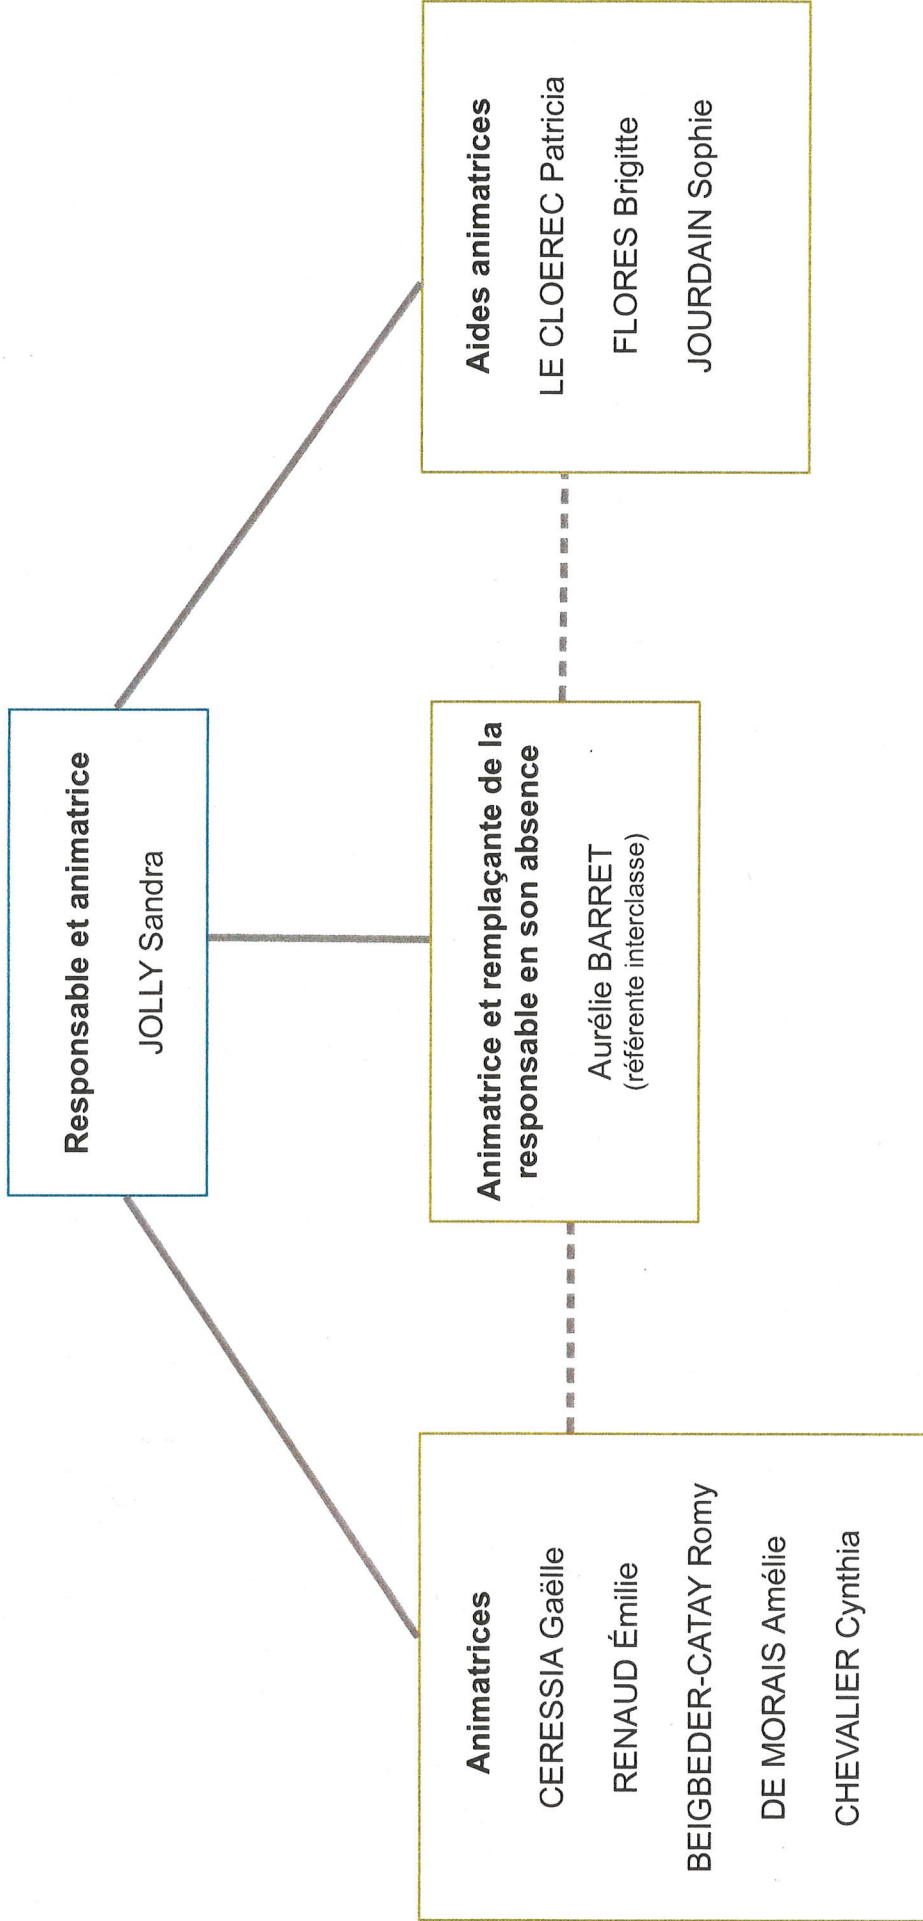 Responsable et animatrice
JOLLY Sandra
Animatrices
CERESSIA Gaëlle
RENAUD Émilie
BEIGBEDER-CATAY Romy
DE MORAIS Amélie
CHEVALIER Cynthia
Animatrice et remplaçante de la
responsable en son absence
Aurélie BARRET
(référente interclasse)
Aides animatrices
LE CLOEREC Patricia
FLORES Brigitte
JOURDAIN Sophie